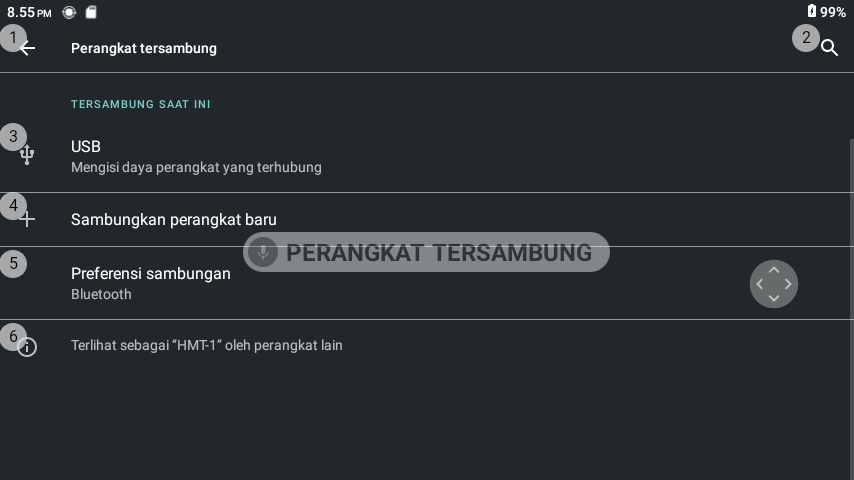 8.55 PM
99%
1
Perangkat tersambung
2
TERSAMBUNG SAAT INI
3
USB
Mengisi daya perangkat yang terhubung
4
Sambungkan perangkat baru
PERANGKAT TERSAMBUNG
5
Preferensi sambungan
Bluetooth
6
Terlihat sebagai “HMT-1” oleh perangkat lain